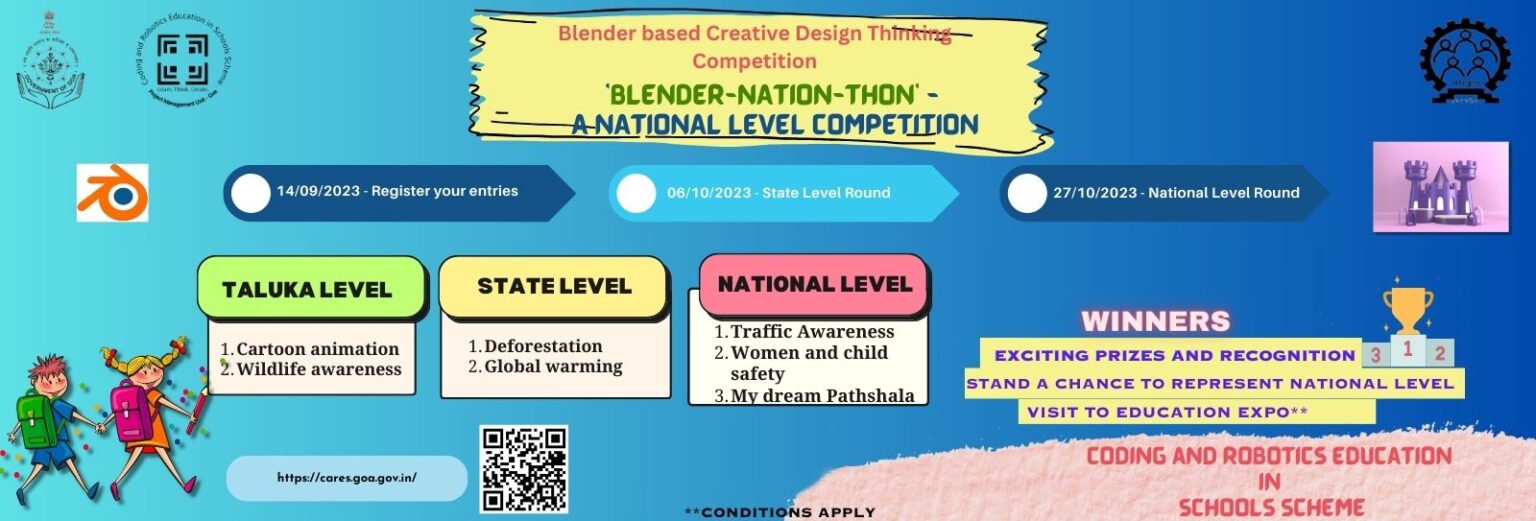 GOVERNMENT OF GOA
Coding and Robotics Education in Schools Scheme
Learn. Think. Create.
Project Management Unit - Goa
Blender based Creative Design Thinking
Competition
'BLENDER-NATION-THON' -
A NATIONAL LEVEL COMPETITION
14/09/2023 - Register your entries
06/10/2023 - State Level Round
27/10/2023 - National Level Round
TALUKA LEVEL
1. Cartoon animation
2. Wildlife awareness
STATE LEVEL
1. Deforestation
2. Global warming
NATIONAL LEVEL
1. Traffic Awareness
2. Women and child
safety
3. My dream Pathshala
WINNERS
EXCITING PRIZES AND RECOGNITION
3 1 2
STAND A CHANCE TO REPRESENT NATIONAL LEVEL
VISIT TO EDUCATION EXPO**
https://cares.goa.gov.in/
**CONDITIONS APPLY
CODING AND ROBOTICS EDUCATION
IN
SCHOOLS SCHEME